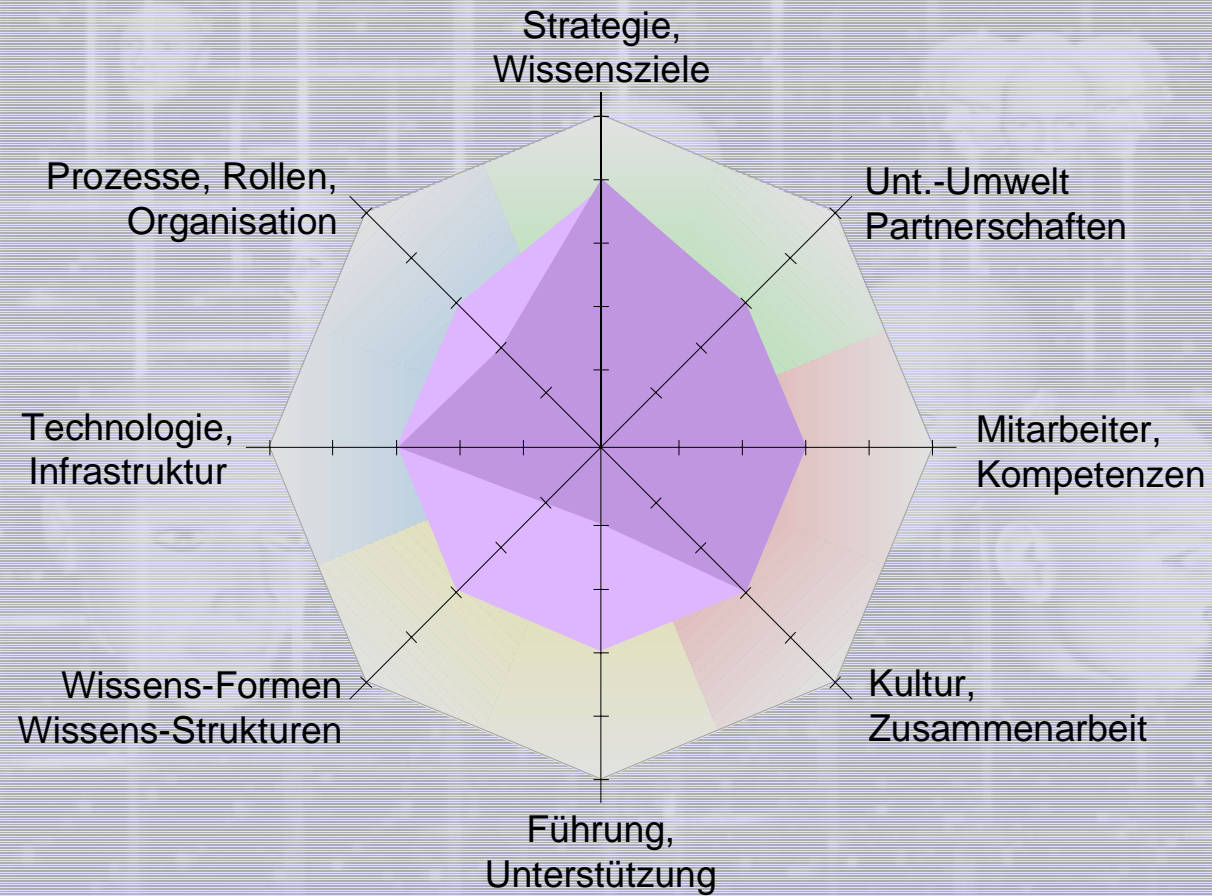 Strategie,
Wissensziele
Prozesse, Rollen,
Organisation
Unt.-Umwelt
Partnerschaften
Technologie,
Infrastruktur
Mitarbeiter,
Kompetenzen
Wissens-Formen
Wissens-Strukturen
Kultur,
Zusammenarbeit
Führung,
Unterstützung